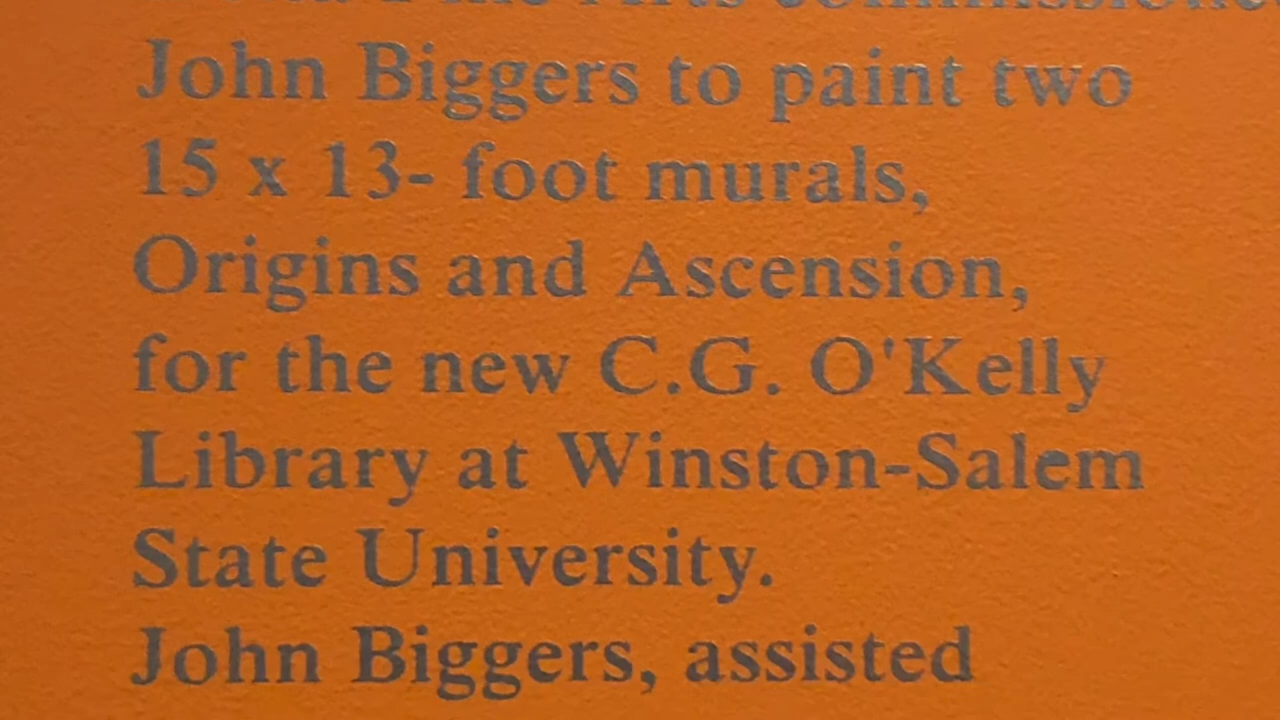 John Biggers to paint two
15 x 13- foot murals,
Origins and Ascension,
for the new C.G. O'Kelly
Library at Winston-Salem
State University.
John Biggers, assisted